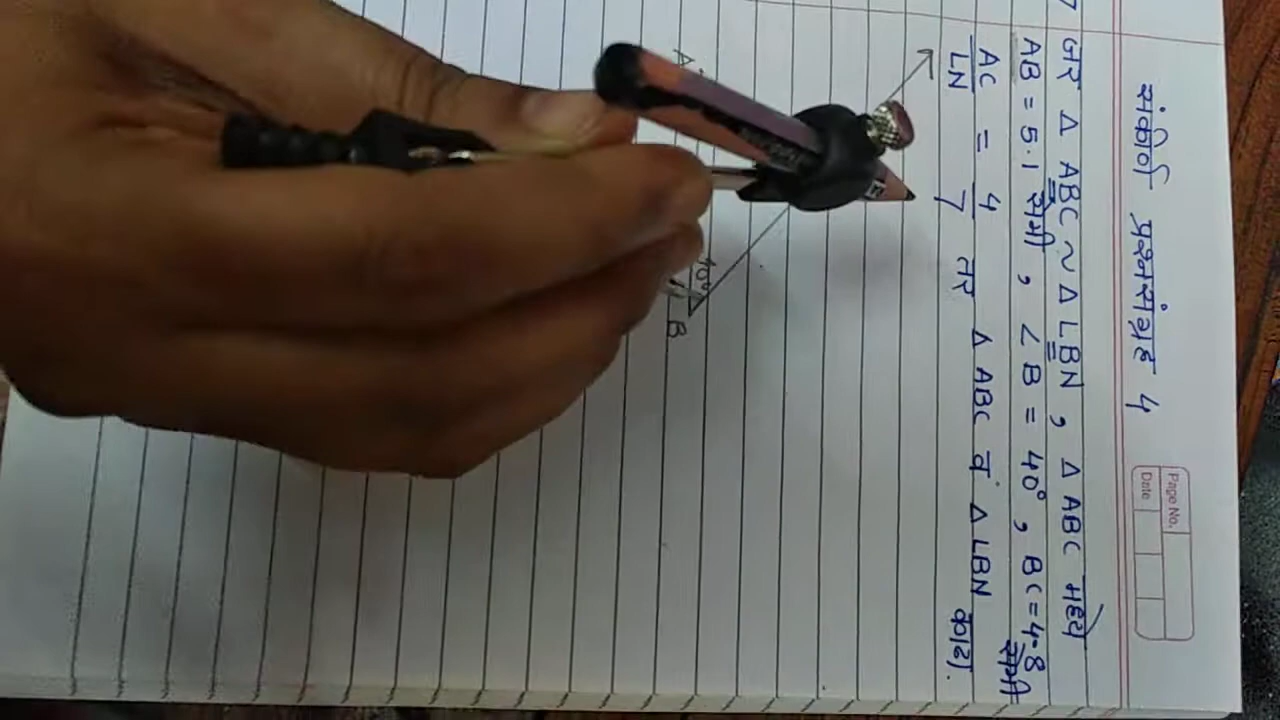 संकीर्ण प्रश्नसंग्रह 4
Page No.
Date
जर Δ ABC ~ Δ LBN , Δ ABC मध्ये
AB = 5.1 सेमी , ∠B = 40° , BC = 4.8 सेमी
AC/LN = 4/7 तर Δ ABC व Δ LBN काढा.
A
40°
B